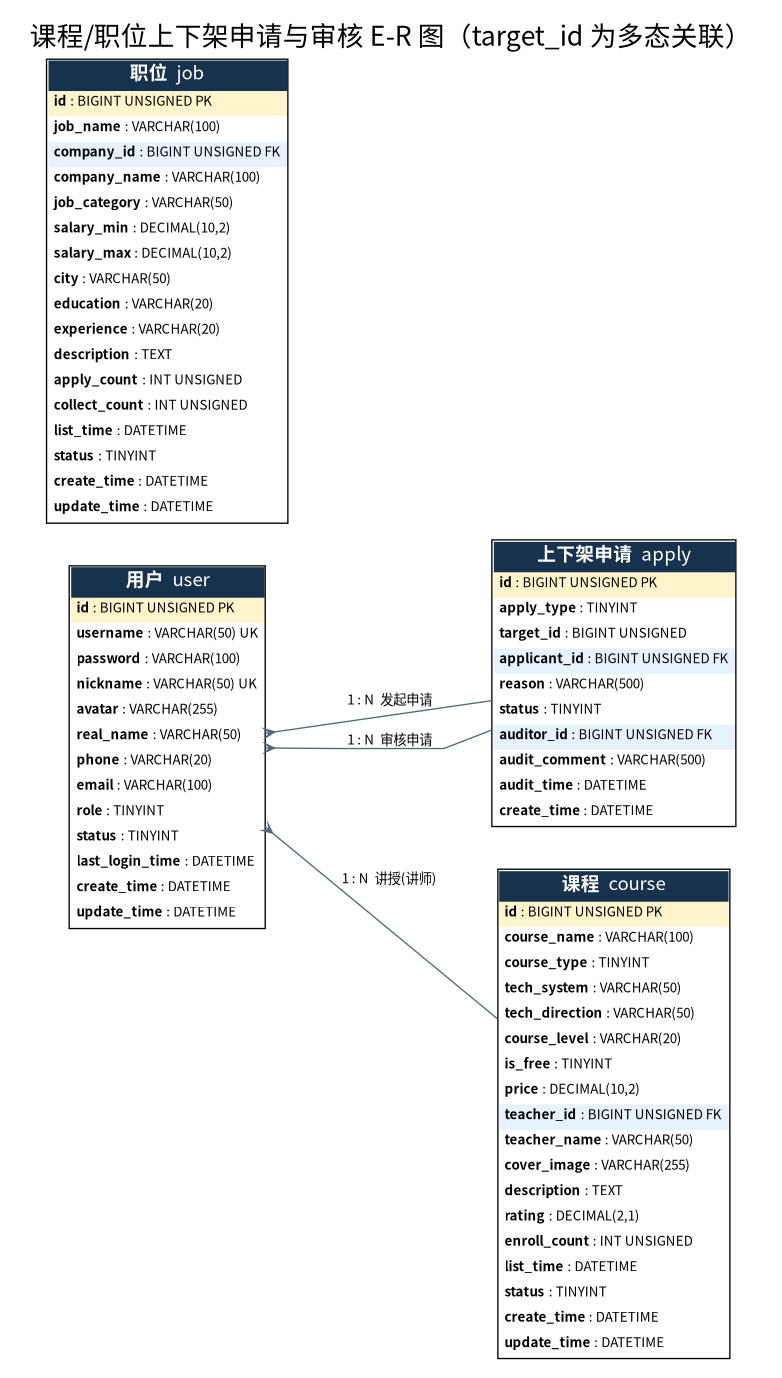 课程/职位上下架申请与审核 E-R 图（target_id 为多态关联）
职位 job
id : BIGINT UNSIGNED PK
job_name : VARCHAR(100)
company_id : BIGINT UNSIGNED FK
company_name : VARCHAR(100)
job_category : VARCHAR(50)
salary_min : DECIMAL(10,2)
salary_max : DECIMAL(10,2)
city : VARCHAR(50)
education : VARCHAR(20)
experience : VARCHAR(20)
description : TEXT
apply_count : INT UNSIGNED
collect_count : INT UNSIGNED
list_time : DATETIME
status : TINYINT
create_time : DATETIME
update_time : DATETIME
用户 user
id : BIGINT UNSIGNED PK
username : VARCHAR(50) UK
password : VARCHAR(100)
nickname : VARCHAR(50) UK
avatar : VARCHAR(255)
real_name : VARCHAR(50)
phone : VARCHAR(20)
email : VARCHAR(100)
role : TINYINT
status : TINYINT
last_login_time : DATETIME
create_time : DATETIME
update_time : DATETIME
1 : N 发起申请
1 : N 审核申请
1 : N 讲授(讲师)
上下架申请 apply
id : BIGINT UNSIGNED PK
apply_type : TINYINT
target_id : BIGINT UNSIGNED
applicant_id : BIGINT UNSIGNED FK
reason : VARCHAR(500)
status : TINYINT
auditor_id : BIGINT UNSIGNED FK
audit_comment : VARCHAR(500)
audit_time : DATETIME
create_time : DATETIME
课程 course
id : BIGINT UNSIGNED PK
course_name : VARCHAR(100)
course_type : TINYINT
tech_system : VARCHAR(50)
tech_direction : VARCHAR(50)
course_level : VARCHAR(20)
is_free : TINYINT
price : DECIMAL(10,2)
teacher_id : BIGINT UNSIGNED FK
teacher_name : VARCHAR(50)
cover_image : VARCHAR(255)
description : TEXT
rating : DECIMAL(2,1)
enroll_count : INT UNSIGNED
list_time : DATETIME
status : TINYINT
create_time : DATETIME
update_time : DATETIME